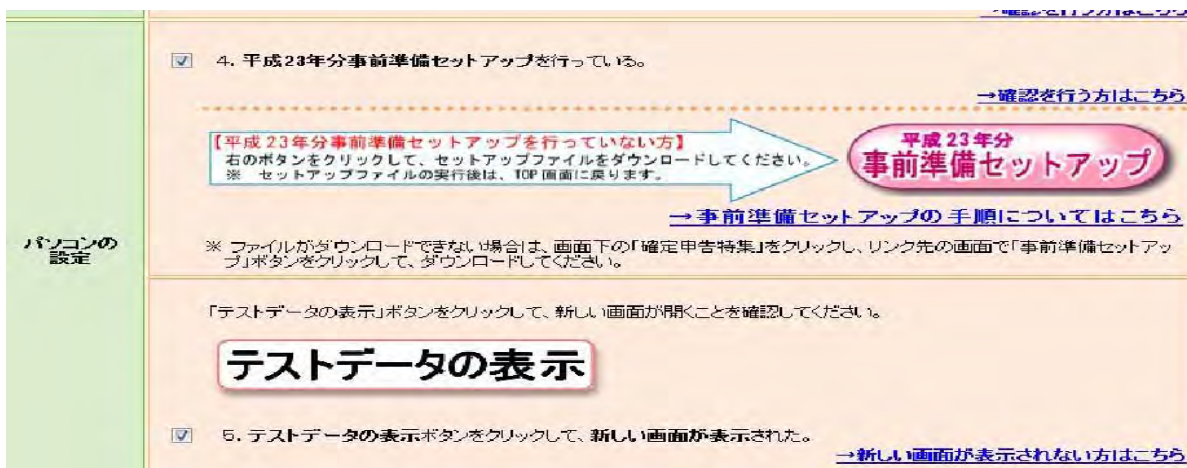 →確認を行う方はこちら
4. 平成23年分事前準備セットアップを行っている。
→確認を行う方はこちら
【平成23年分事前準備セットアップを行っていない方】
右のボタンをクリックして、セットアップファイルをダウンロードしてください。
※ セットアップファイルの実行後は、TOP画面に戻ります。
平成23年分
事前準備セットアップ
→事前準備セットアップの手順についてはこちら
パソコンの
設定
※ ファイルがダウンロードできない場合は、画面下の「確定申告特集」をクリックし、リンク先の画面で「事前準備セットアッ
プ」ボタンをクリックして、ダウンロードしてください。
「テストデータの表示」ボタンをクリックして、新しい画面が開くことを確認してください。
テストデータの表示
5. テストデータの表示ボタンをクリックして、新しい画面が表示された。
→新しい画面が表示されない方はこちら